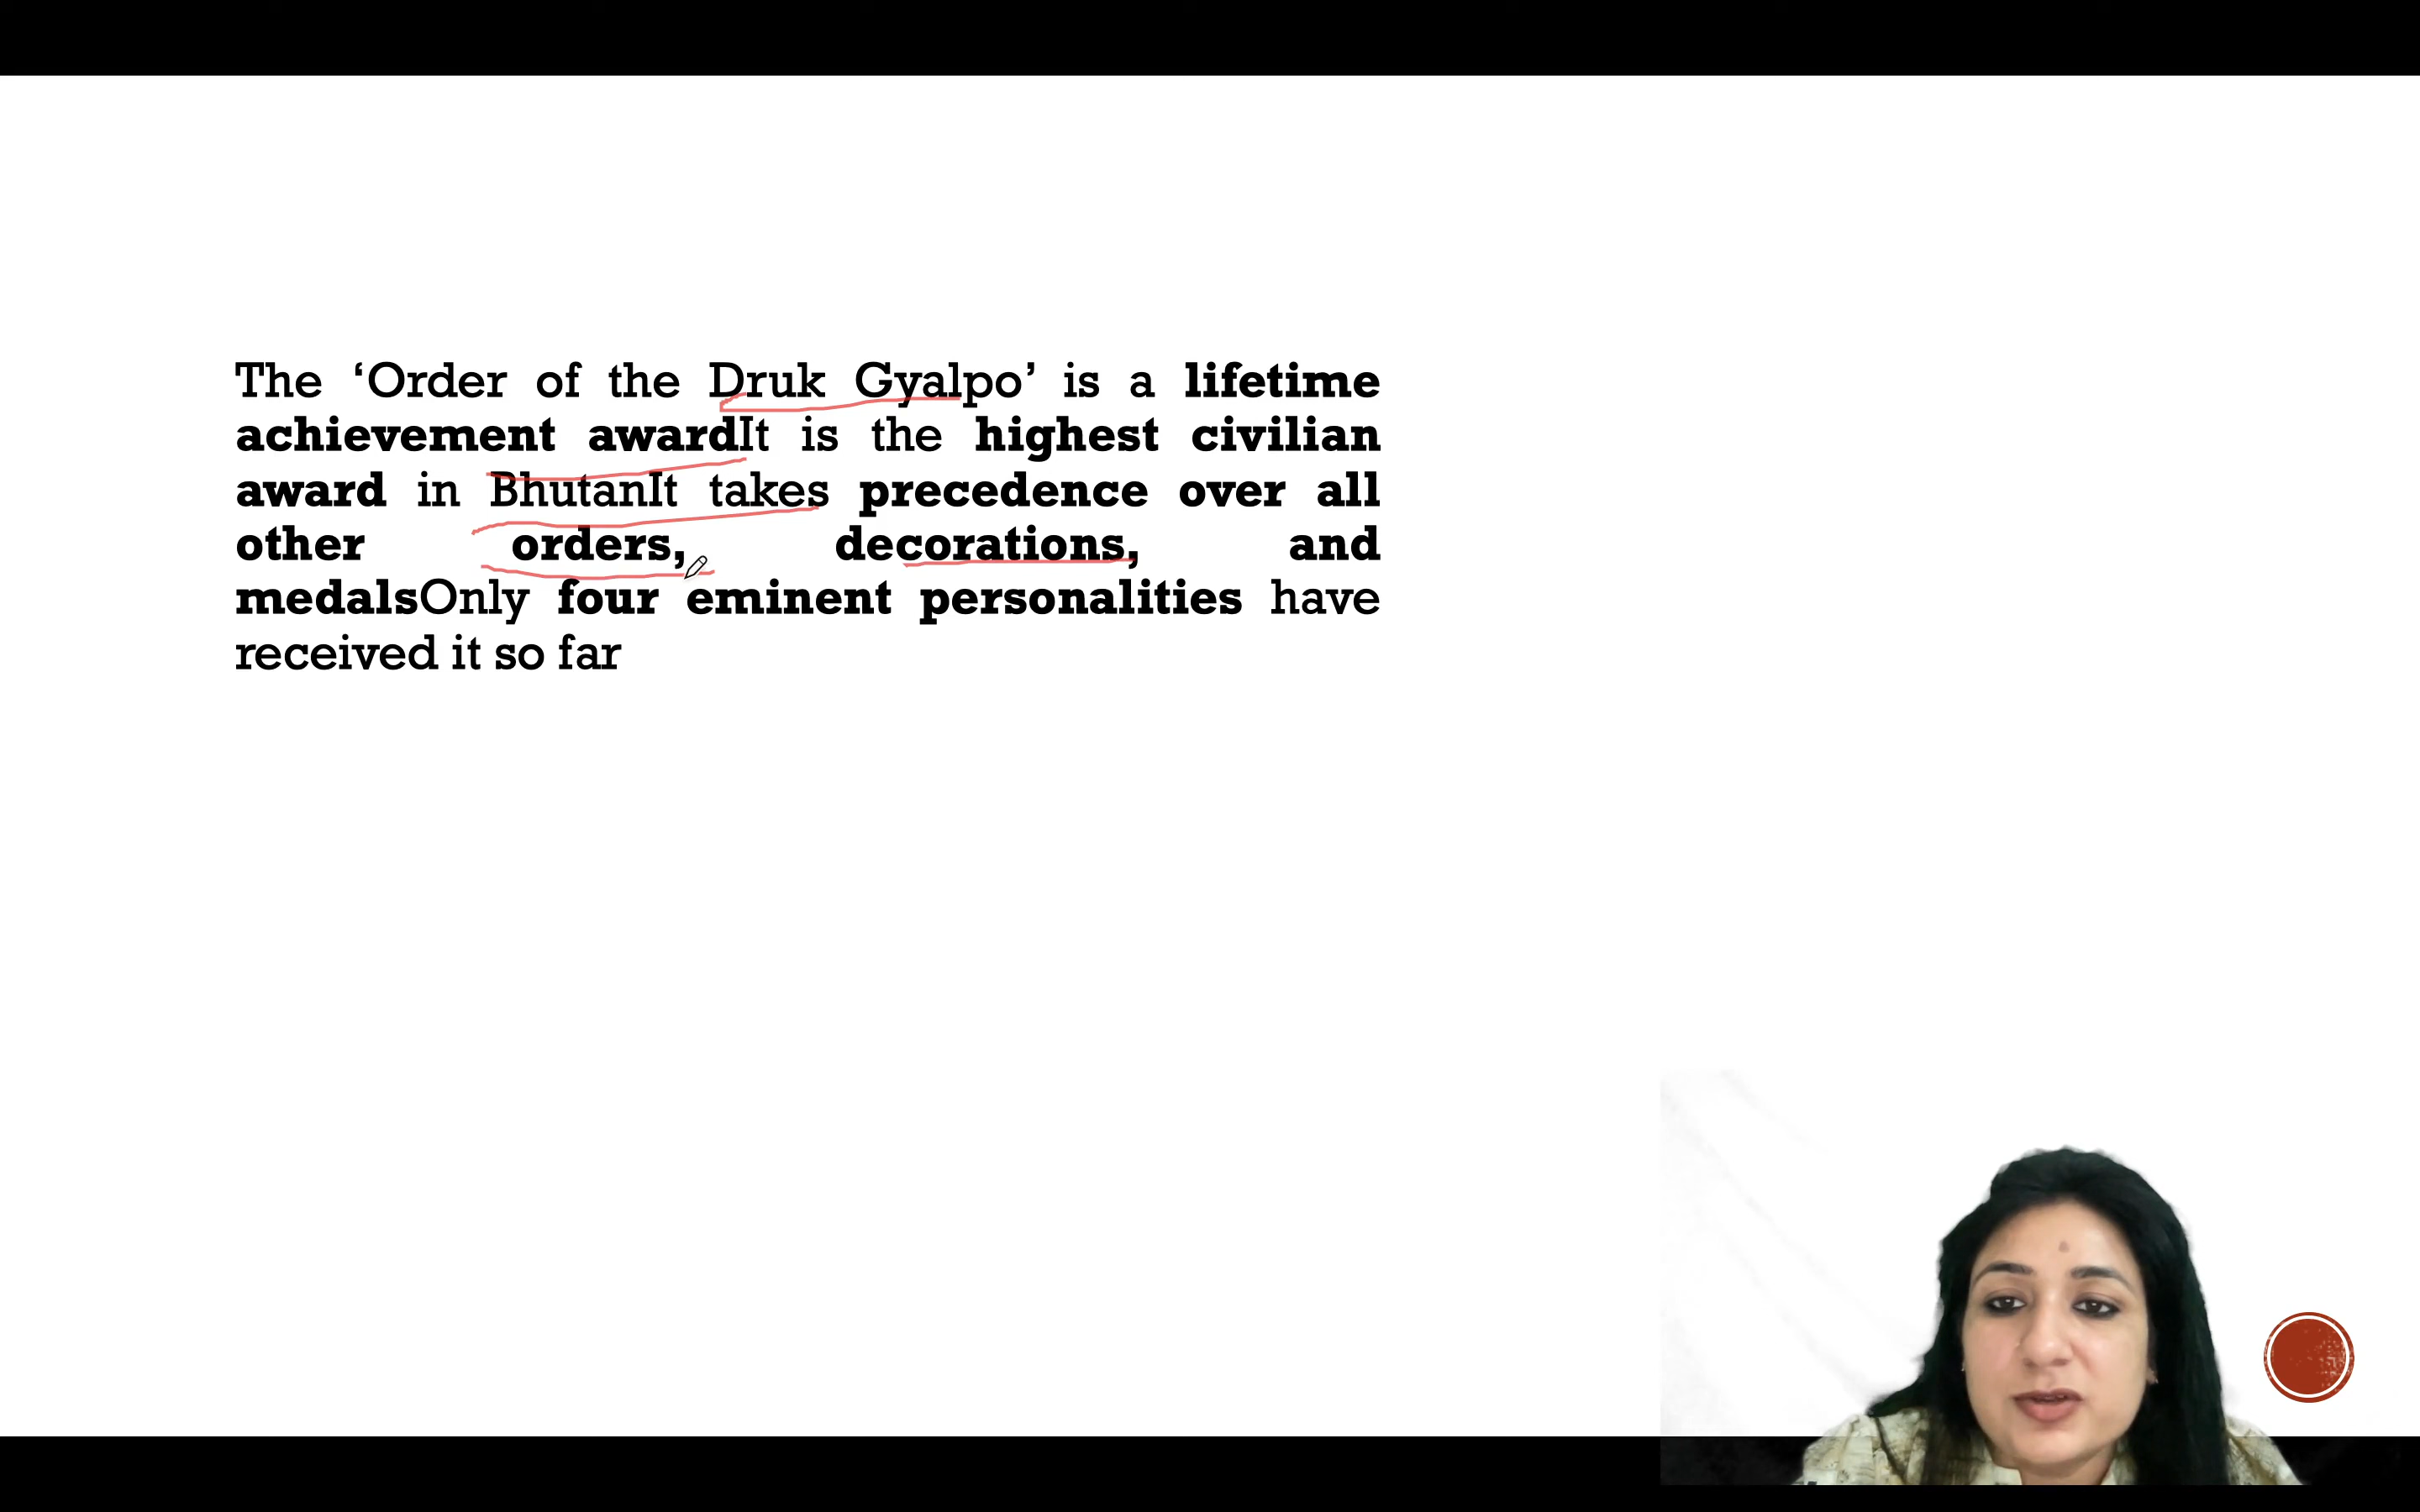 The ‘Order of the Druk Gyalpo’ is a lifetime
achievement awardIt is the highest civilian
award in BhutanIt takes precedence over all
other orders, decorations, and
medalsOnly four eminent personalities have
received it so far